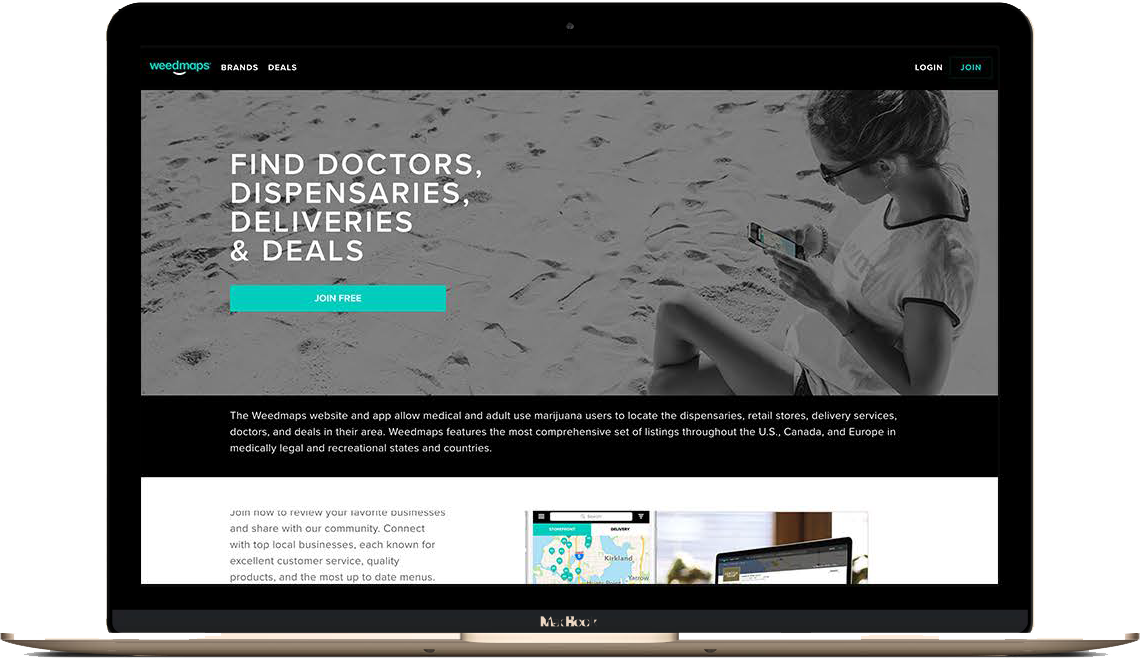 weedmaps BRANDS DEALS LOGIN JOIN
FIND DOCTORS,
DISPENSARIES,
DELIVERIES
& DEALS
JOIN FREE
The Weedmaps website and app allow medical and adult use marijuana users to locate the dispensaries, retail stores, delivery services,
doctors, and deals in their area. Weedmaps features the most comprehensive set of listings throughout the U.S., Canada, and Europe in
medically legal and recreational states and countries.
Join now to review your favorite businesses
and share with our community. Connect
with top local businesses, each known for
excellent customer service, quality
products, and the most up to date menus.
Search
STOREFRONT DELIVERY
Kirkland
Yarrow